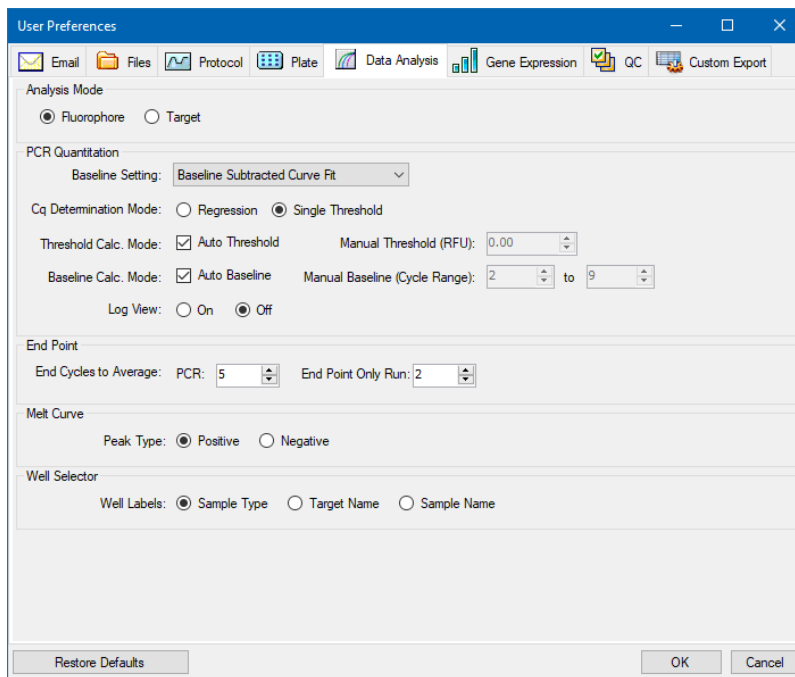 User Preferences
Email Files Protocol Plate Data Analysis Gene Expression QC Custom Export
Analysis Mode
Fluorophore Target
PCR Quantitation
Baseline Setting: Baseline Subtracted Curve Fit
Cq Determination Mode: Regression Single Threshold
Threshold Calc. Mode: Auto Threshold Manual Threshold (RFU): 0.00
Baseline Calc. Mode: Auto Baseline Manual Baseline (Cycle Range): 2 to 9
Log View: On Off
End Point
End Cycles to Average: PCR: 5 End Point Only Run: 2
Melt Curve
Peak Type: Positive Negative
Well Selector
Well Labels: Sample Type Target Name Sample Name
Restore Defaults OK Cancel